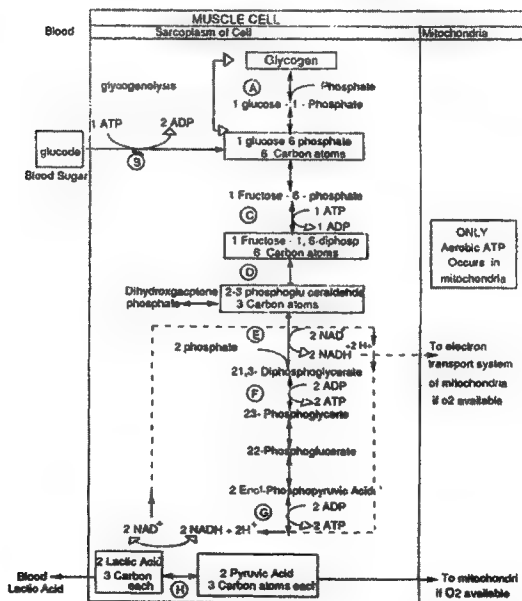 MUSCLE CELL
Blood
Sarcoplasm of Cell
Mitochondria
Glycogen
glycogenolysis
A
Phosphate
1 glucose - 1 - Phosphate
1 ATP
2 ADP
glucode
Blood Sugar
1 glucose 6 phosphate
6 Carbon atoms
1 Fructose - 6 - phosphate
C
1 ATP
1 ADP
1 Fructose - 1, 6-diphosp
6 Carbon atoms
ONLY
Aerobic ATP
Occurs in
mitochondria
D
Dihydroxgacptone
phosphate
2-3 phosphoglu ceraldehde
3 Carbon atoms
E
2 NAD
2 NADH
+2 H+
2 phosphate
To electron
transport system
of mitochondria
if o2 available
21,3- Diphosphoglycerate
F
2 ADP
2 ATP
23- Phosphoglycerte
22-Phosphoglucerate
2 Enol-Phosphopyruvic Acid
G
2 ADP
2 ATP
2 NAD+
2 NADH + 2H+
2 Lactic Acid
3 Carbon
each
H
2 Pyruvic Acid
3 Carbon atoms each
Blood
Lactic Acid
To mitochondri
if O2 available